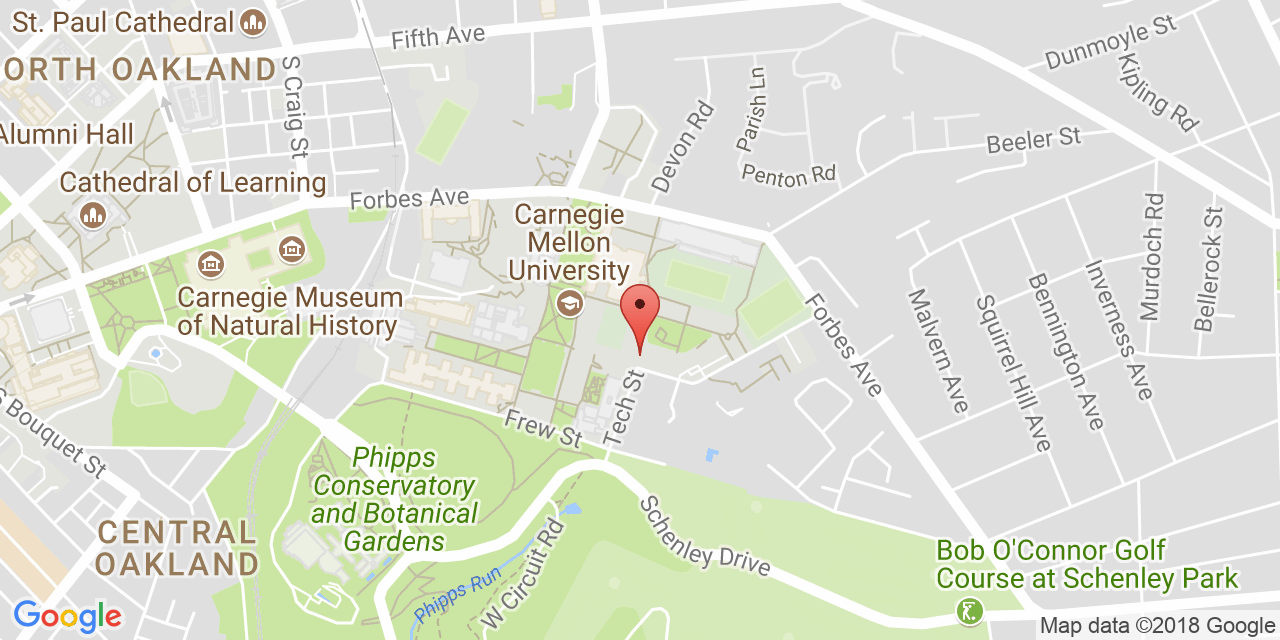 St. Paul Cathedral
Fifth Ave
Dunmoyle St
ORTH OAKLAND
S Craig St
Kipling Rd
Parish Ln
Devon Rd
Alumni Hall
Beeler St
Cathedral of Learning
Penton Rd
Forbes Ave
Carnegie
Mellon
University
Murdoch Rd
Bellerock St
Carnegie Museum
of Natural History
Forbes Ave
Malvern Ave
Squirrel Hill Ave
Bennington Ave
Inverness Ave
Tech St
Frew St
S Bouquet St
Phipps
Conservatory
and Botanical
Gardens
CENTRAL
OAKLAND
Schenley Drive
W Circuit Rd
Phipps Run
Bob O'Connor Golf
Course at Schenley Park
Google
Map data ©2018 Google